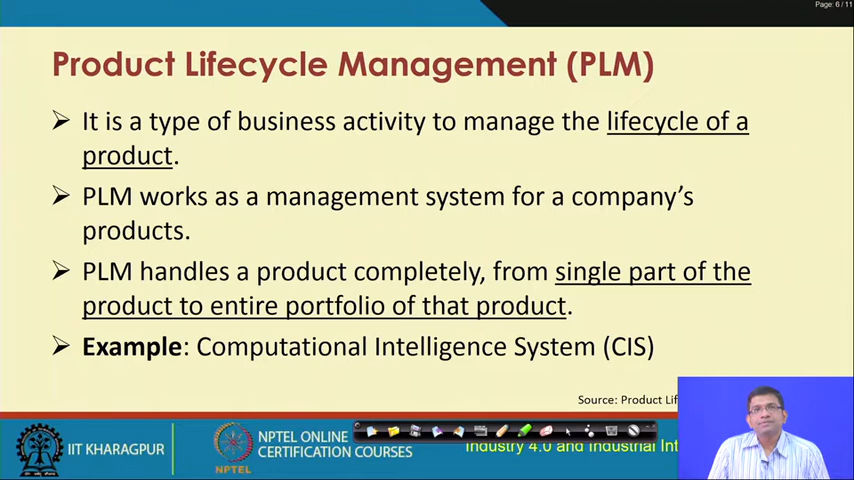 Page: 6 / 11
Product Lifecycle Management (PLM)
➢ It is a type of business activity to manage the lifecycle of a
product.
➢ PLM works as a management system for a company's
products.
➢ PLM handles a product completely, from single part of the
product to entire portfolio of that product.
➢ Example: Computational Intelligence System (CIS)
Source: Product
IIT KHARAGPUR
NPTEL
NPTEL ONLINE
CERTIFICATION COURSES
Industry 4.0 and Industrial